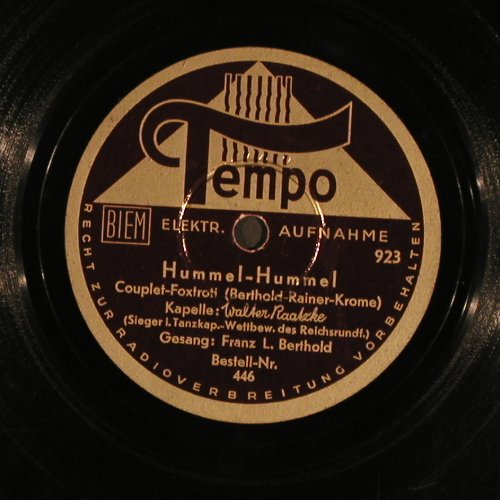 Tempo
BIEM ELEKTR. AUFNAHME
923
Hummel-Hummel
Couplet-Foxtrott (Berthold-Rainer-Krome)
Kapelle: Walter Raatzke
(Sieger i. Tanzkap.-Wettbew. des Reichsrundf.)
Gesang: Franz L. Berthold
Bestell-Nr.
446
RECHT ZUR RADIOVERBREITUNG VORBEHALTEN